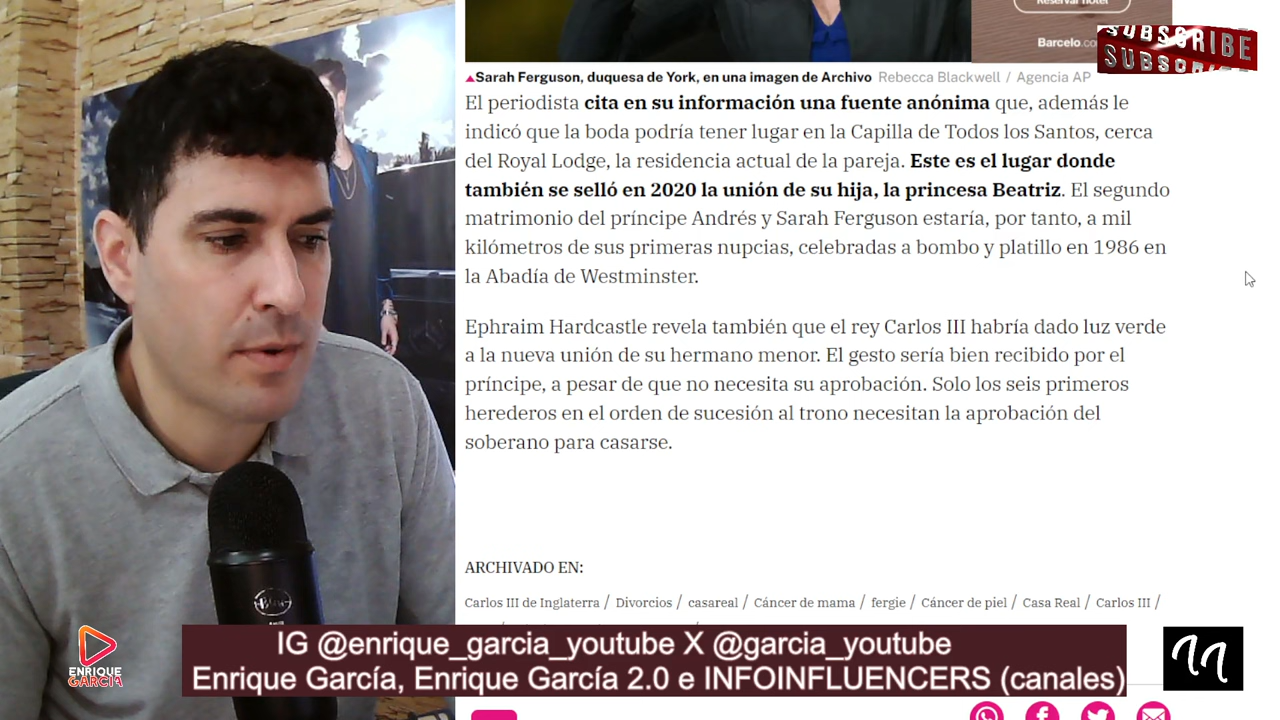 Reservar hotel
Barcelo.co
SUBSCRIBE
SUBSCRIBE
Sarah Ferguson, duquesa de York, en una imagen de Archivo Rebecca Blackwell / Agencia AP
El periodista cita en su información una fuente anónima que, además le
indicó que la boda podría tener lugar en la Capilla de Todos los Santos, cerca
del Royal Lodge, la residencia actual de la pareja. Este es el lugar donde
también se selló en 2020 la unión de su hija, la princesa Beatriz. El segundo
matrimonio del príncipe Andrés y Sarah Ferguson estaría, por tanto, a mil
kilómetros de sus primeras nupcias, celebradas a bombo y platillo en 1986 en
la Abadía de Westminster.
Ephraim Hardcastle revela también que el rey Carlos III habría dado luz verde
a la nueva unión de su hermano menor. El gesto sería bien recibido por el
príncipe, a pesar de que no necesita su aprobación. Solo los seis primeros
herederos en el orden de sucesión al trono necesitan la aprobación del
soberano para casarse.
ARCHIVADO EN:
Carlos III de Inglaterra / Divorcios / casareal / Cáncer de mama / fergie / Cáncer de piel / Casa Real / Carlos III /
Blue
IG @enrique_garcia_youtube X @garcia_youtube
Enrique García, Enrique García 2.0 e INFOINFLUENCERS (canales)
ENRIQUE
GARCÍA